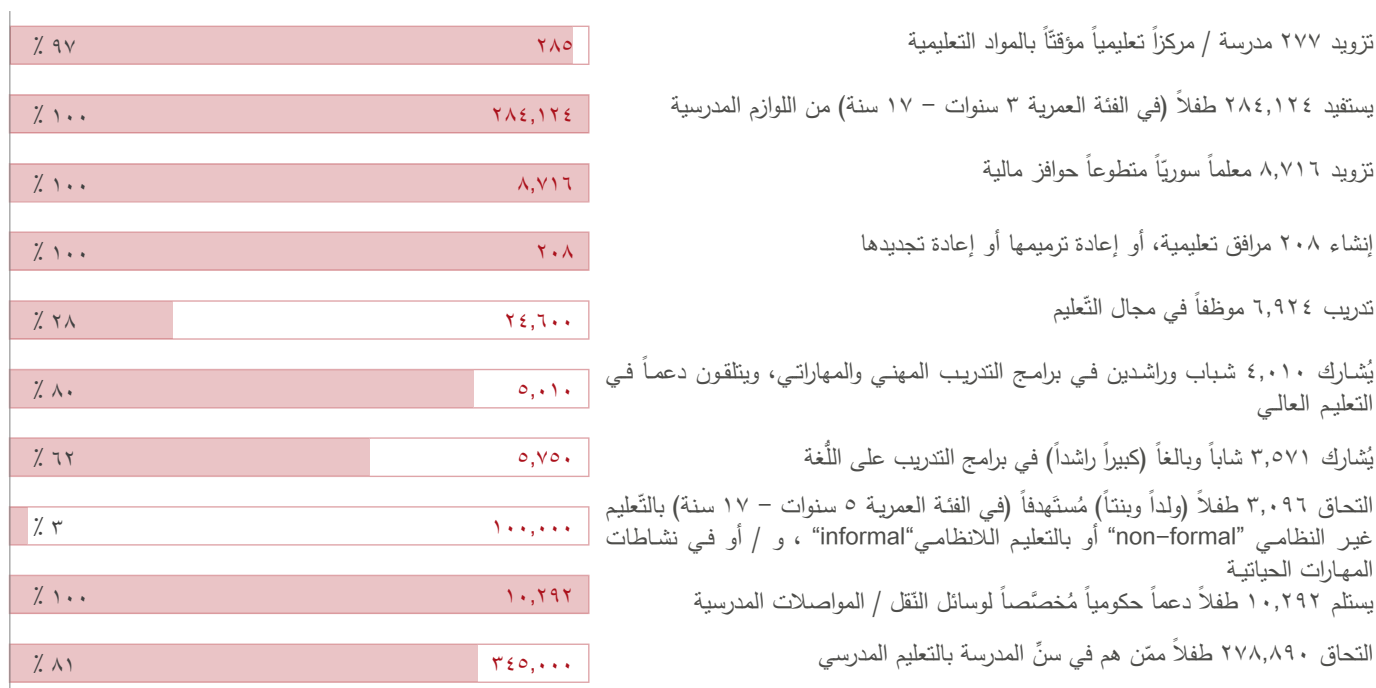 تزويد ٢٧٧ مدرسة / مركزاً تعليمياً مؤقتّاً بالمواد التعليمية
٢٨٥
٩٧ ٪
يستفيد ٢٨٤,١٢٤ طفلاً (في الفئة العمرية ٣ سنوات – ١٧ سنة) من اللوازم المدرسية
٢٨٤,١٢٤
١٠٠ ٪
تزويد ٨,٧١٦ معلماً سوريّاً متطوعاً حوافز مالية
٨,٧١٦
١٠٠ ٪
إنشاء ٢٠٨ مرافق تعليمية، أو إعادة ترميمها أو إعادة تجديدها
٢٠٨
١٠٠ ٪
تدريب ٦,٩٢٤ موظفاً في مجال التّعليم
٢٤,٦٠٠
٢٨ ٪
يُشارك ٤,٠١٠ شباب وراشدين في برامج التدريب المهني والمهاراتي، ويتلقون دعماً في
التعليم العالي
٥,٠١٠
٨٠ ٪
يُشارك ٣,٥٧١ شاباً وبالغاً (كبيراً راشداً) في برامج التدريب على اللُّغة
٥,٧٥٠
٦٢ ٪
التحاق ٣,٠٩٦ طفلاً (ولداً وبنتاً) مُستَهدفاً (في الفئة العمرية ٥ سنوات – ١٧ سنة) بالتّعليم
غير النظامي "non–formal" أو بالتعليم اللانظامي"informal" ، و / أو في نشاطات
المهارات الحياتية
١٠٠,٠٠٠
٣ ٪
يستلم ١٠,٢٩٢ طفلاً دعماً حكومياً مُخصَّصاً لوسائل النّقل / المواصلات المدرسية
١٠,٢٩٢
١٠٠ ٪
التحاق ٢٧٨,٨٩٠ طفلاً ممّن هم في سنِّ المدرسة بالتعليم المدرسي
٣٤٥,٠٠٠
٨١ ٪